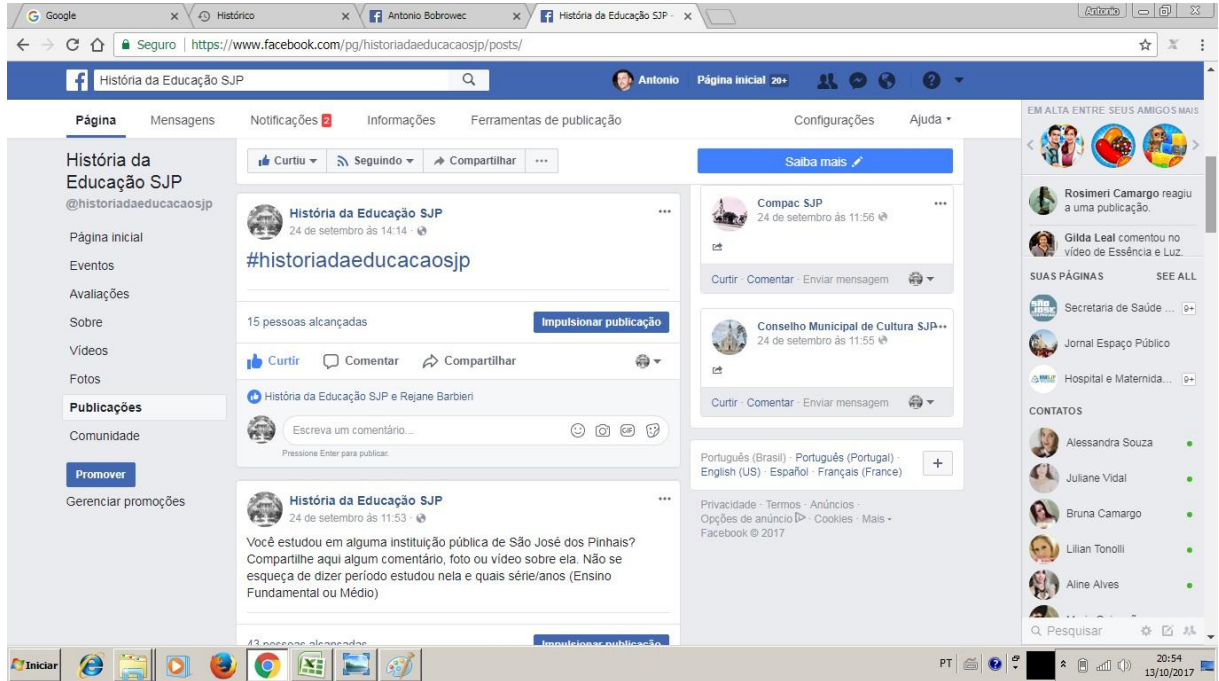 Google
Histórico
Antonio Bobrowec
História da Educação SJP -
Antonio
Seguro | https://www.facebook.com/pg/historiadaeducacaosjp/posts/
História da Educação SJP
Antonio
Página inicial 20+
Página
Mensagens
Notificações 2
Informações
Ferramentas de publicação
Configurações
Ajuda
História da
Educação SJP
@historiadaeducacaosjp
Página inicial
Eventos
Avaliações
Sobre
Vídeos
Fotos
Publicações
Comunidade
Promover
Gerenciar promoções
Curtiu
Seguindo
Compartilhar
...
História da Educação SJP
24 de setembro às 14:14 ·
#historiadaeducacaosjp
15 pessoas alcançadas
Impulsionar publicação
Curtir
Comentar
Compartilhar
História da Educação SJP e Rejane Barbieri
Escreva um comentário...
GIF
Pressione Enter para publicar.
História da Educação SJP
24 de setembro às 11:53 ·
Você estudou em alguma instituição pública de São José dos Pinhais?
Compartilhe aqui algum comentário, foto ou vídeo sobre ela. Não se
esqueça de dizer período estudou nela e quais série/anos (Ensino
Fundamental ou Médio)
43 pessoas alcançadas
Impulsionar publicação
Saiba mais
Compac SJP
24 de setembro às 11:56
Curtir · Comentar · Enviar mensagem
Conselho Municipal de Cultura SJP
24 de setembro às 11:55
Curtir · Comentar · Enviar mensagem
Português (Brasil) · Português (Portugal) ·
English (US) · Español · Français (France)
+
Privacidade · Termos · Anúncios ·
Opções de anúncio · Cookies · Mais
Facebook © 2017
EM ALTA ENTRE SEUS AMIGOS MAIS
Rosimeri Camargo reagiu
a uma publicação.
Gilda Leal comentou no
vídeo de Essência e Luz.
SUAS PÁGINAS
SEE ALL
Secretaria de Saúde ... 9+
Jornal Espaço Público
Hospital e Maternida... 9+
CONTATOS
Alessandra Souza
Juliane Vidal
Bruna Camargo
Lilian Tonolli
Aline Alves
Pesquisar
Iniciar
PT
20:54
13/10/2017